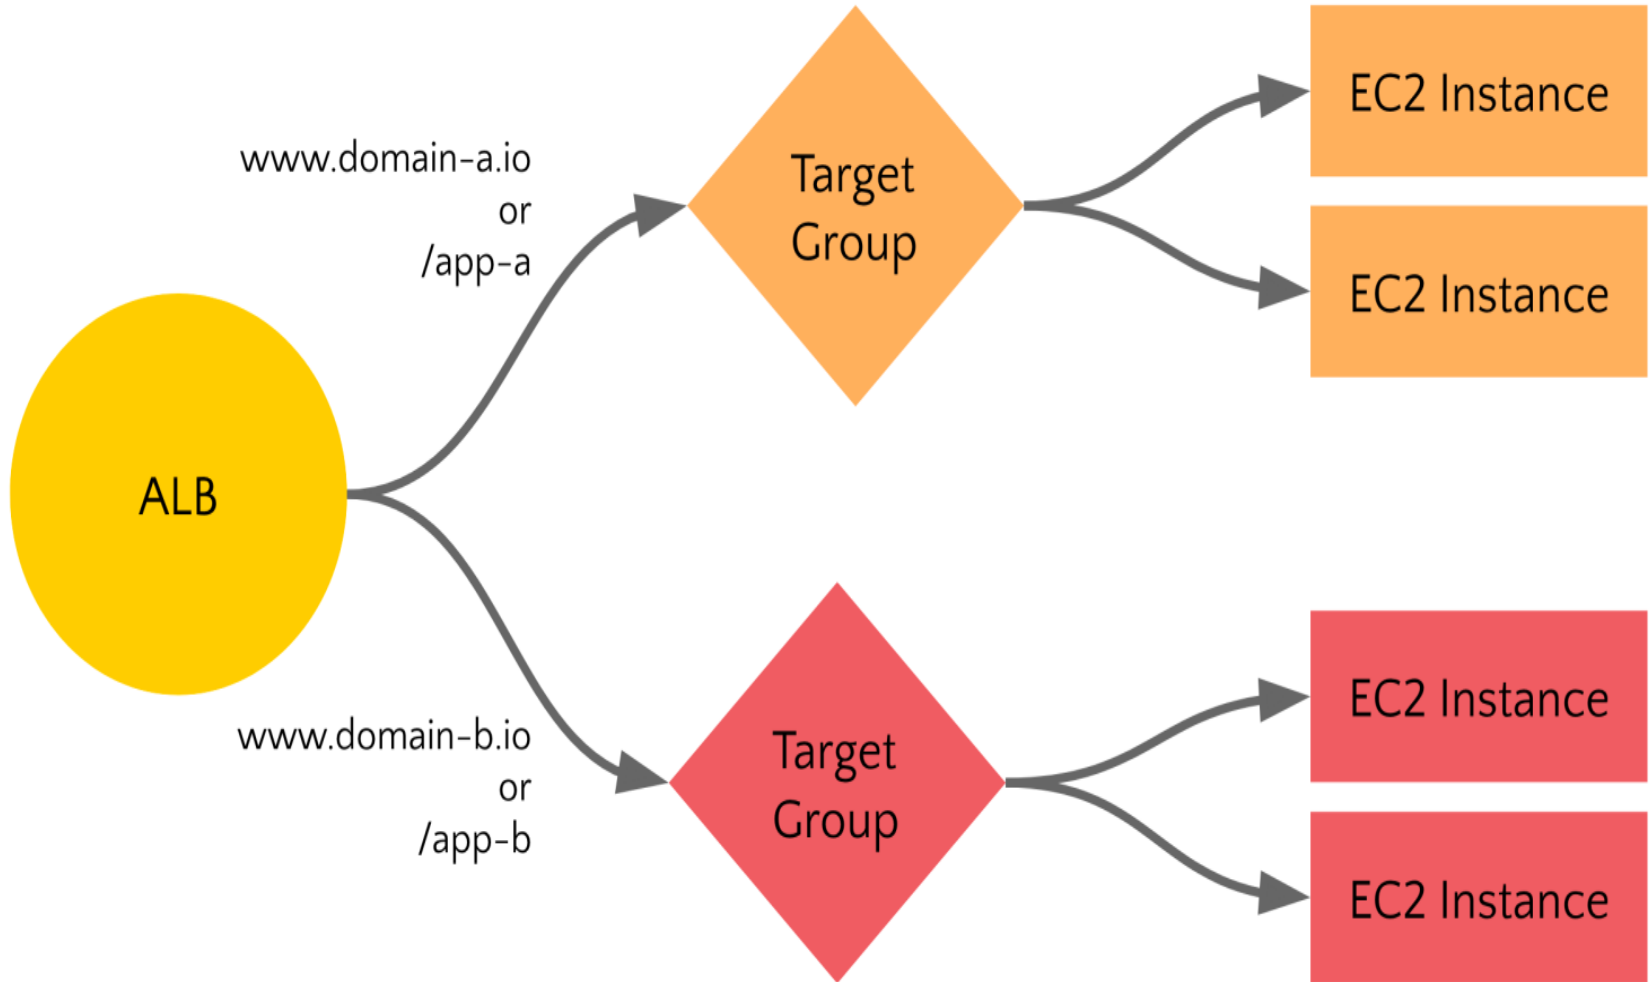 ALB
www.domain-a.io
or
/app-a
Target
Group
EC2 Instance
EC2 Instance
www.domain-b.io
or
/app-b
Target
Group
EC2 Instance
EC2 Instance